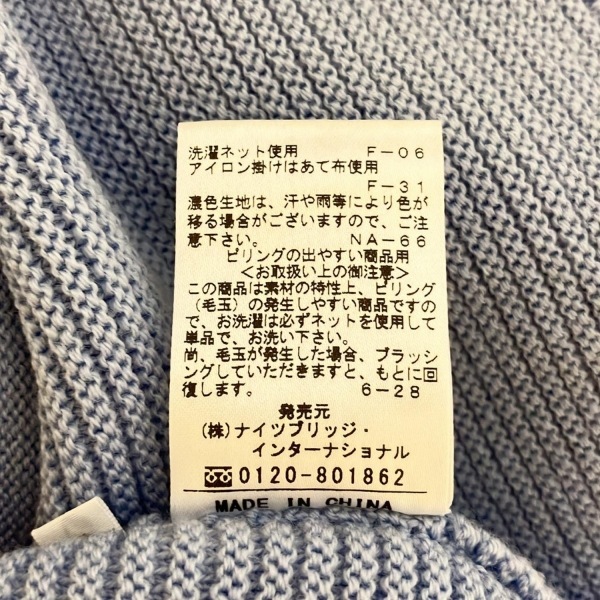 洗濯ネット使用　　　Ｆ－０６
アイロン掛けはあて布使用
Ｆ－３１
濃色生地は、汗や雨等により色が
移る場合がございますので、ご注
意下さい。　　　ＮＡ－６６
ピリングの出やすい商品用
＜お取扱い上の御注意＞
この商品は素材の特性上、ピリング
（毛玉）の発生しやすい商品ですの
で、お洗濯は必ずネットを使用して
単品で、お洗い下さい。
尚、毛玉が発生した場合、ブラッシ
ングしていただきますと、もとに回
復します。　　　６－２８
発売元
（株）ナイツブリッジ・
インターナショナル
0120-801862
MADE IN CHINA